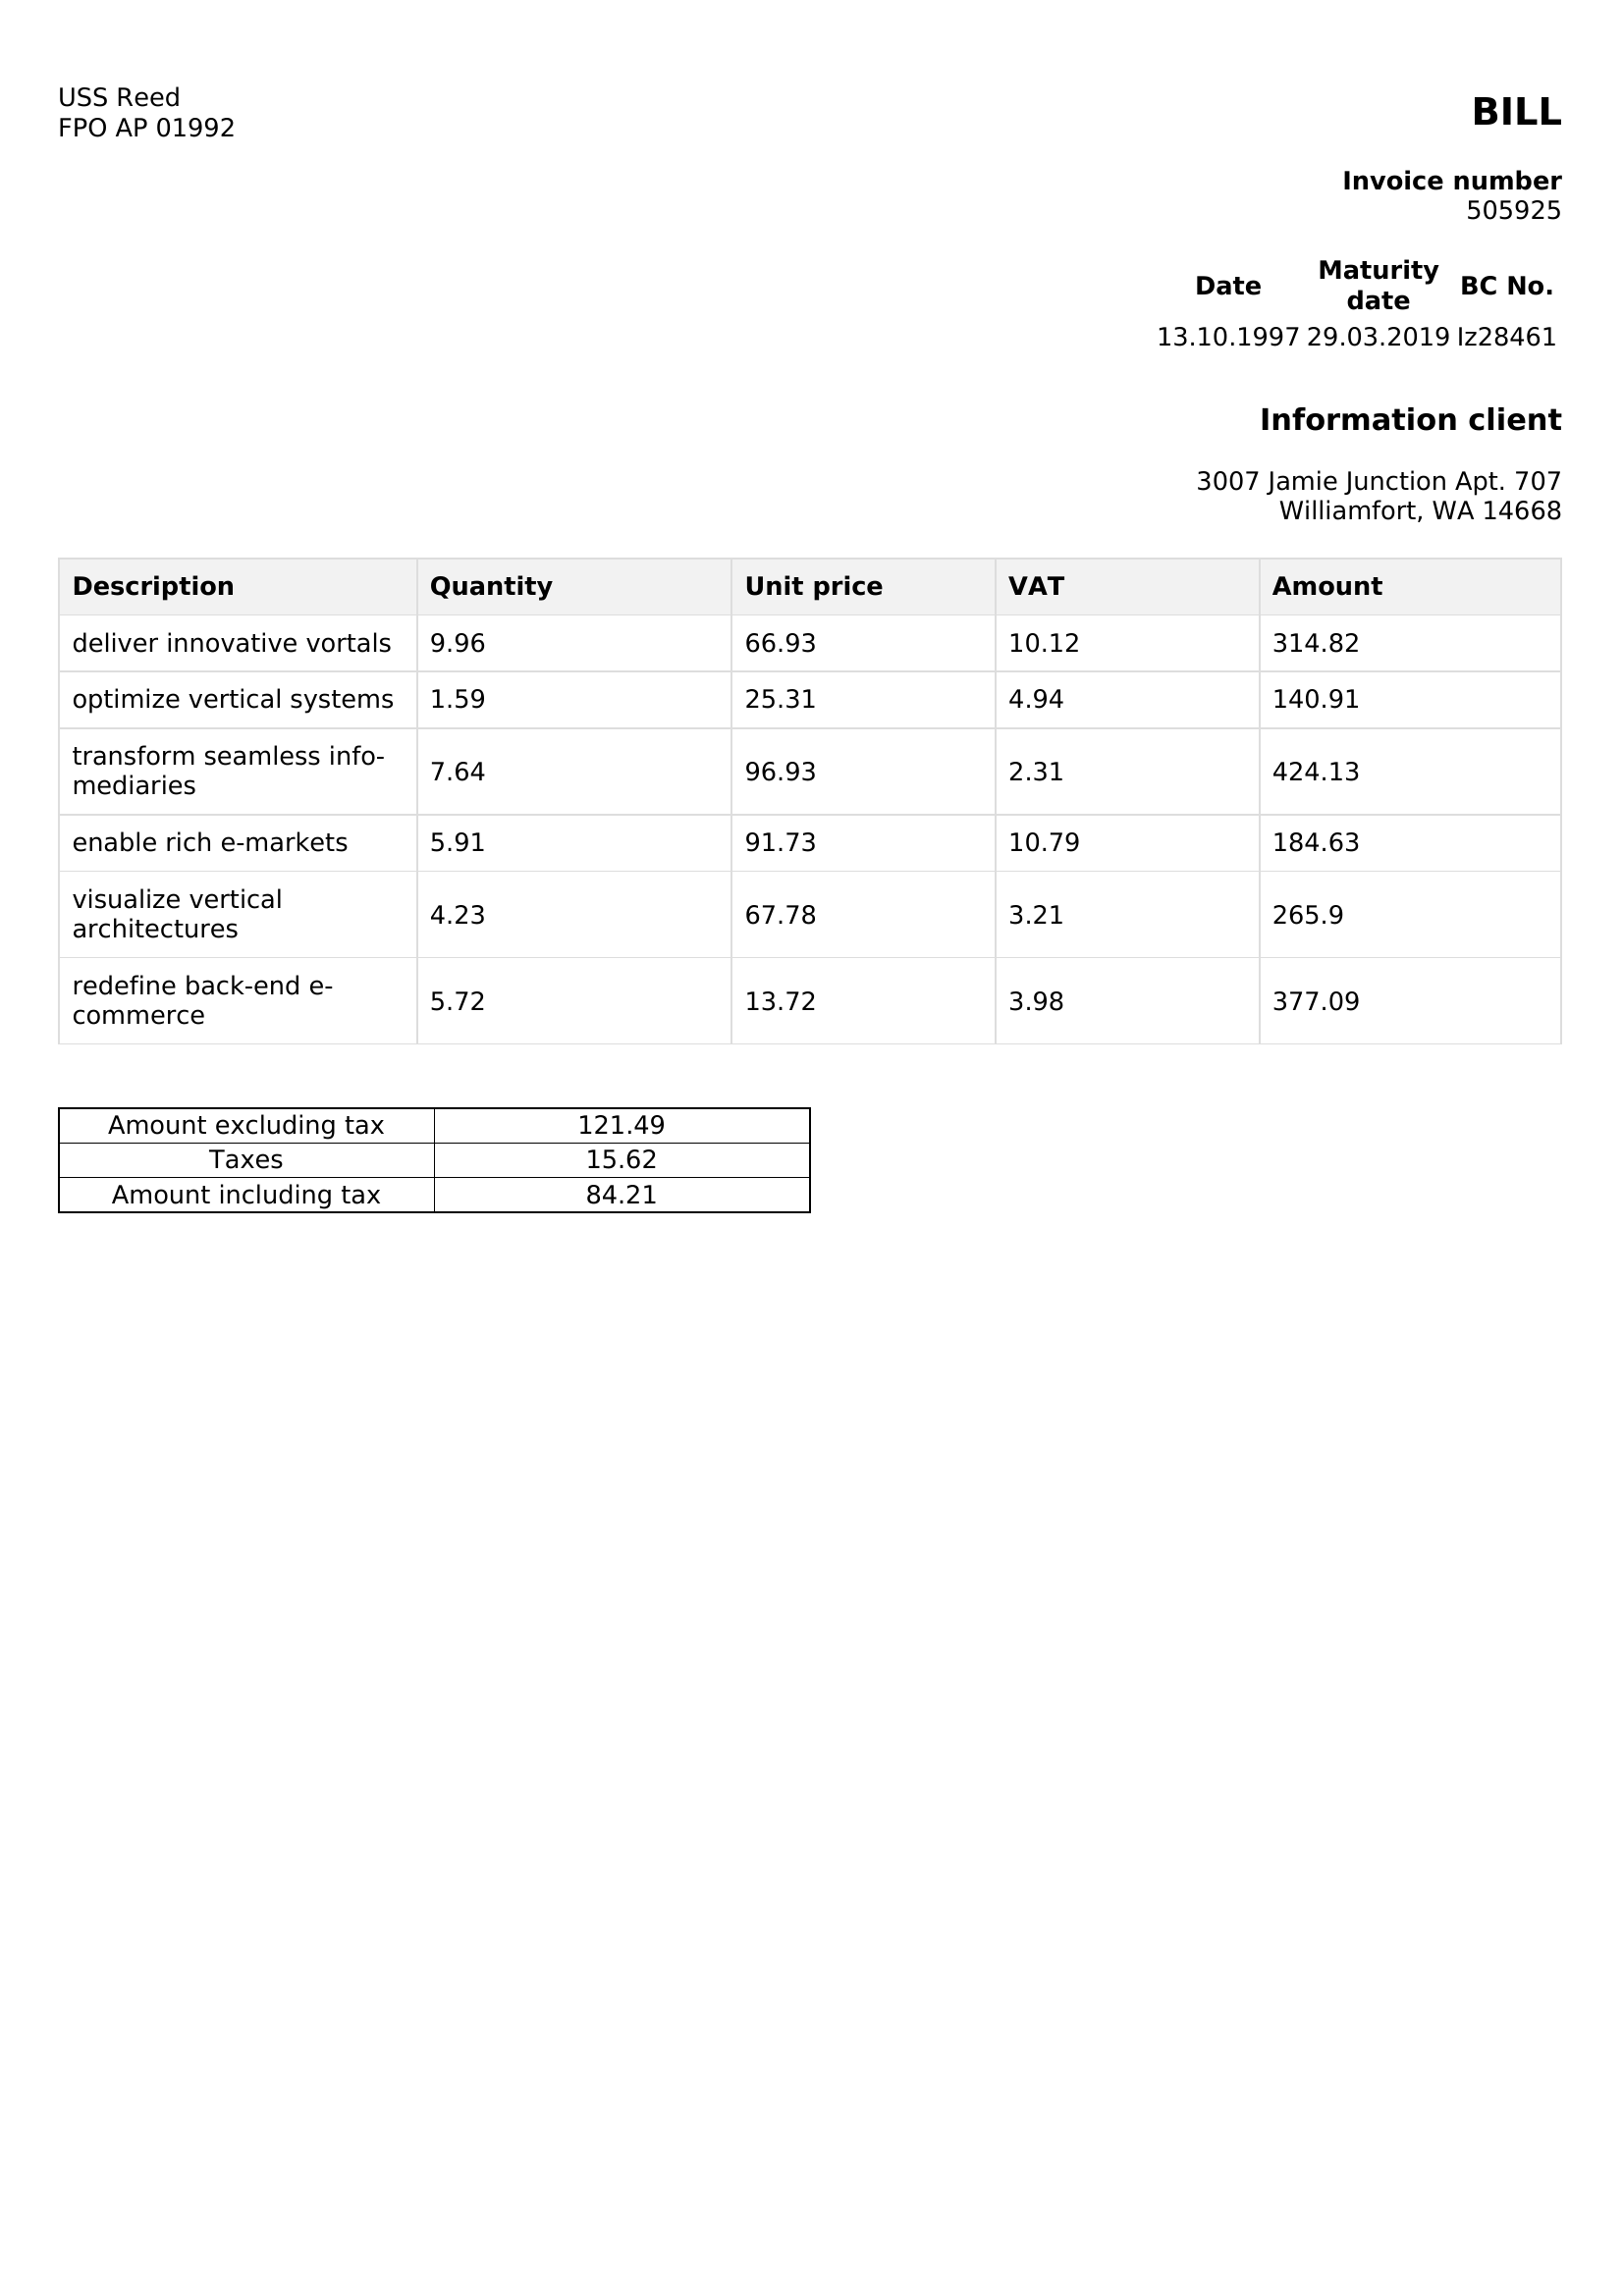 USS Reed
FPO AP 01992
BILL
Invoice number
505925
Date Maturity date BC No.
13.10.1997 29.03.2019 Iz28461
Information client
3007 Jamie Junction Apt. 707
Williamfort, WA 14668
Description Quantity Unit price VAT Amount
deliver innovative vortals 9.96 66.93 10.12 314.82
optimize vertical systems 1.59 25.31 4.94 140.91
transform seamless info-
mediaries 7.64 96.93 2.31 424.13
enable rich e-markets 5.91 91.73 10.79 184.63
visualize vertical
architectures 4.23 67.78 3.21 265.9
redefine back-end e-
commerce 5.72 13.72 3.98 377.09
Amount excluding tax 121.49
Taxes 15.62
Amount including tax 84.21